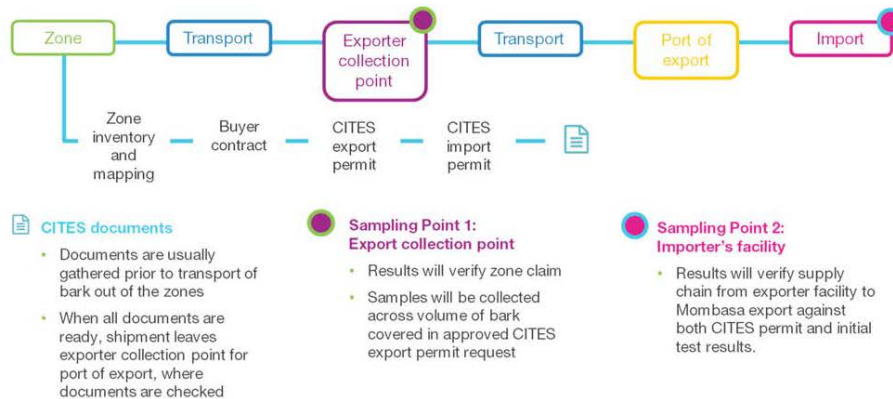 Zone
Transport
Exporter
collection
point
Transport
Port of
export
Import
Zone
inventory
and
mapping
Buyer
contract
CITES
export
permit
CITES
import
permit
CITES documents
• Documents are usually
gathered prior to transport of
bark out of the zones
• When all documents are
ready, shipment leaves
exporter collection point for
port of export, where
documents are checked
Sampling Point 1:
Export collection point
• Results will verify zone claim
• Samples will be collected
across volume of bark
covered in approved CITES
export permit request
Sampling Point 2:
Importer's facility
• Results will verify supply
chain from exporter facility to
Mombasa export against
both CITES permit and initial
test results.